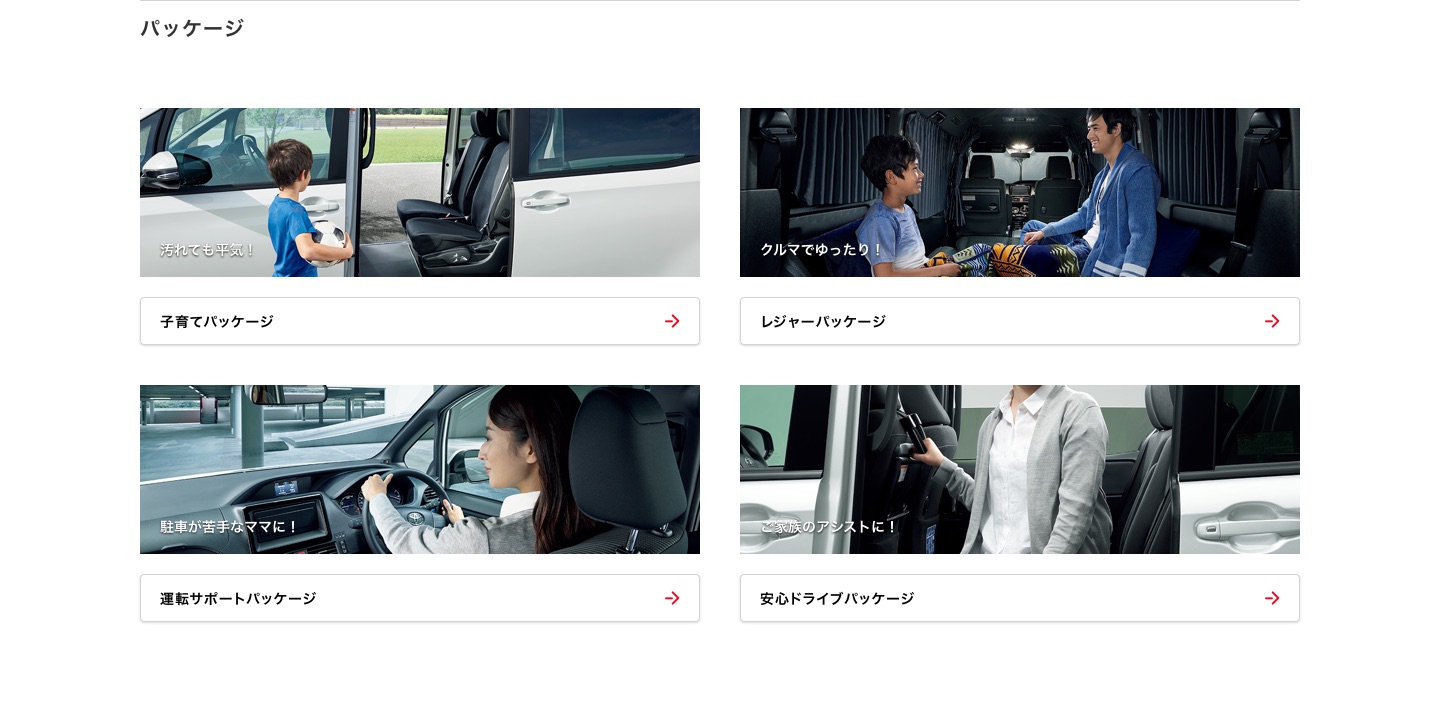 パッケージ
汚れても平気！
クルマでゆったり！
子育てパッケージ
レジャーパッケージ
駐車が苦手なママに！
ご家族のアシストに！
運転サポートパッケージ
安心ドライブパッケージ